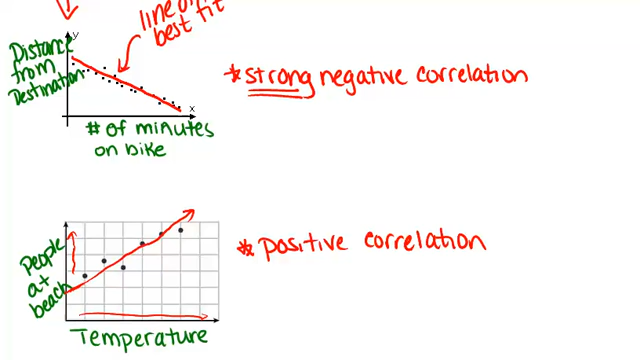 line of
best fit
y
Distance
from
Destination
x
# of minutes
on bike
* strong negative correlation
People
at
beach
Temperature
* positive correlation